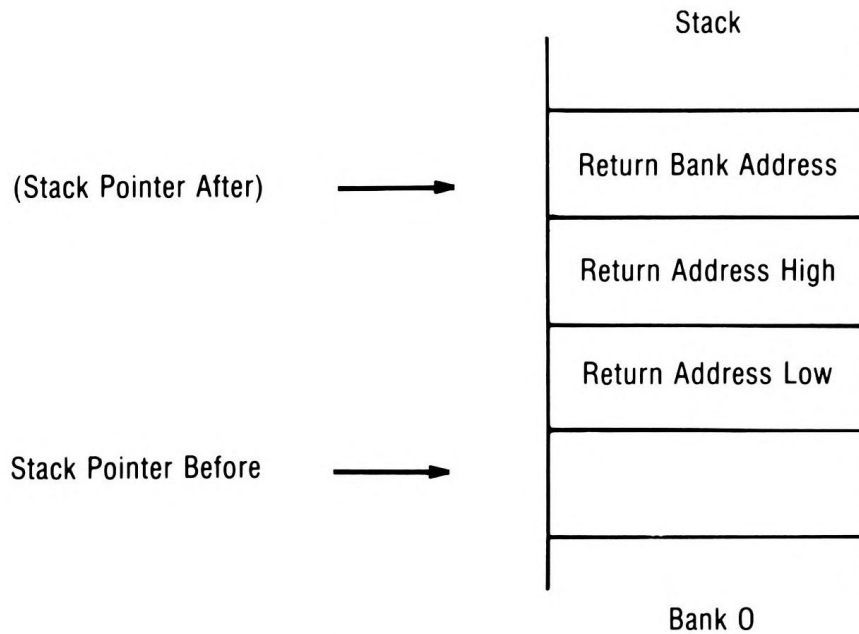 Stack
Return Bank Address
(Stack Pointer After)
Return Address High
Return Address Low
Stack Pointer Before
Bank 0